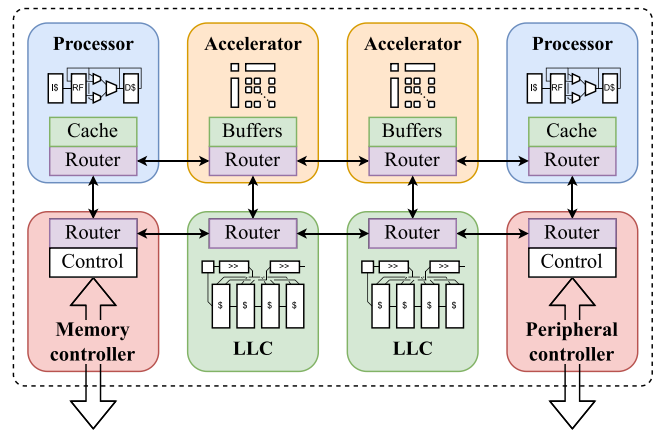 Processor
Accelerator
Accelerator
Processor
I$ RF D$
I$ RF D$
Cache
Buffers
Buffers
Cache
Router
Router
Router
Router
Router
Router
Router
Router
Control
Control
>> >>
>> >>
$ $ $ $
$ $ $ $
Memory
controller
LLC
LLC
Peripheral
controller